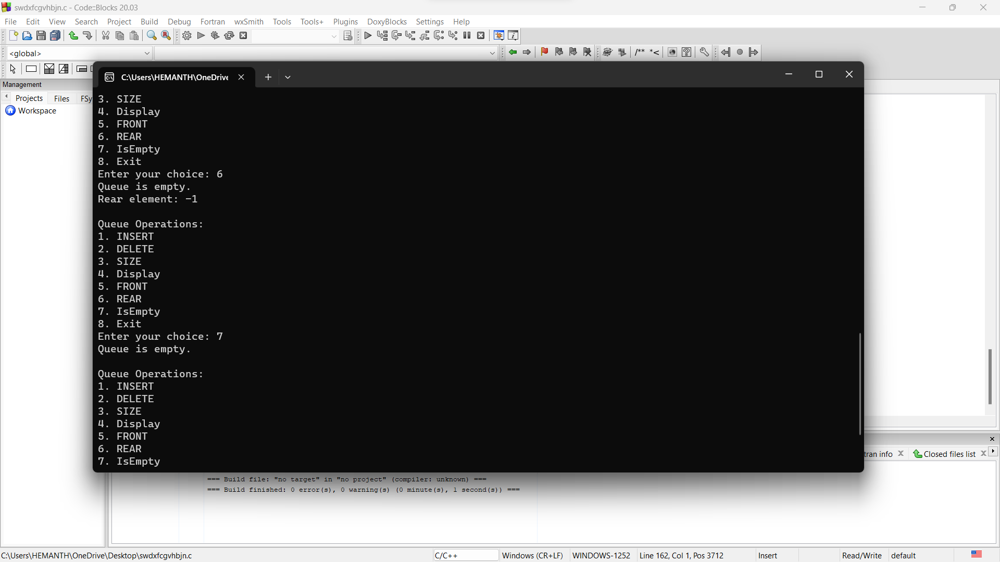 swdxfcgvhbjn.c - Code::Blocks 20.03
File Edit View Search Project Build Debug Fortran wxSmith Tools Tools+ Plugins DoxyBlocks Settings Help
<global>
/** *<
Management
Projects Files FSy
Workspace
C:\Users\HEMANTH\OneDrive
3. SIZE
4. Display
5. FRONT
6. REAR
7. IsEmpty
8. Exit
Enter your choice: 6
Queue is empty.
Rear element: -1
Queue Operations:
1. INSERT
2. DELETE
3. SIZE
4. Display
5. FRONT
6. REAR
7. IsEmpty
8. Exit
Enter your choice: 7
Queue is empty.
Queue Operations:
1. INSERT
2. DELETE
3. SIZE
4. Display
5. FRONT
6. REAR
7. IsEmpty
tran info Closed files list
=== Build file: "no target" in "no project" (compiler: unknown) ===
=== Build finished: 0 error(s), 0 warning(s) (0 minute(s), 1 second(s)) ===
C:\Users\HEMANTH\OneDrive\Desktop\swdxfcgvhbjn.c C/C++ Windows (CR+LF) WINDOWS-1252 Line 162, Col 1, Pos 3712 Insert Read/Write default